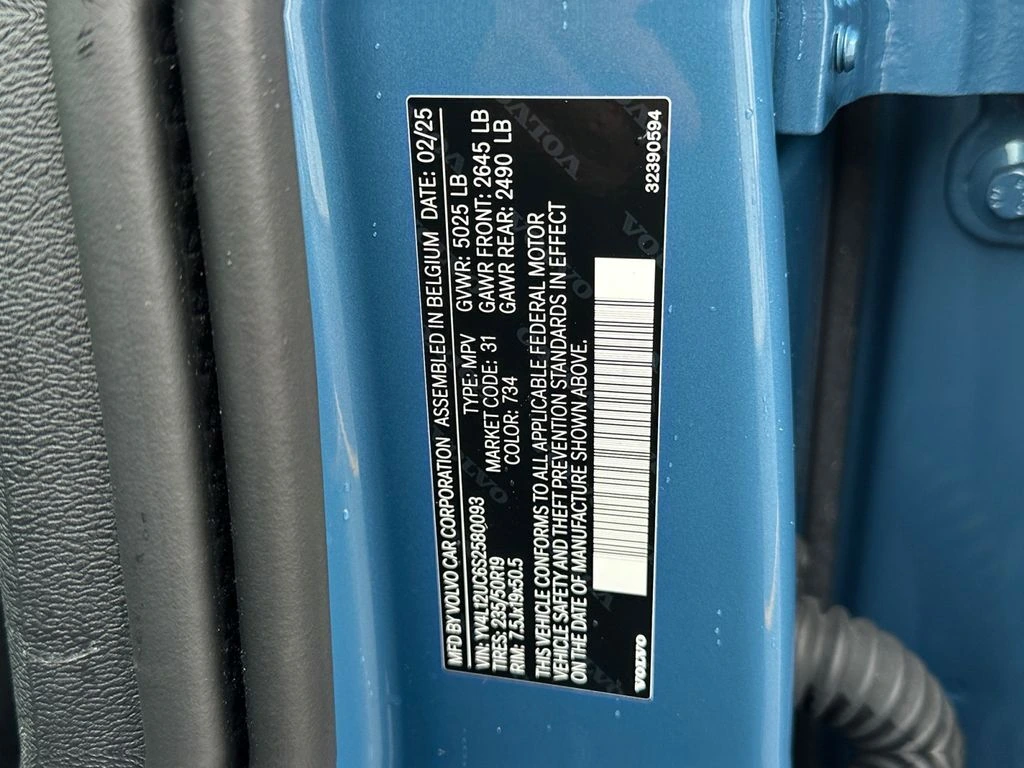 MFD BY VOLVO CAR CORPORATION ASSEMBLED IN BELGIUM DATE: 02/25
VIN: YV4L12UC6S2580093 TYPE: MPV GVWR: 5025 LB
TIRES: 235/50R19 MARKET CODE: 31 GAWR FRONT: 2645 LB
RIM: 7.5Jx19x50.5 COLOR: 734 GAWR REAR: 2490 LB
THIS VEHICLE CONFORMS TO ALL APPLICABLE FEDERAL MOTOR
VEHICLE SAFETY AND THEFT PREVENTION STANDARDS IN EFFECT
ON THE DATE OF MANUFACTURE SHOWN ABOVE.
VOLVO 32390594